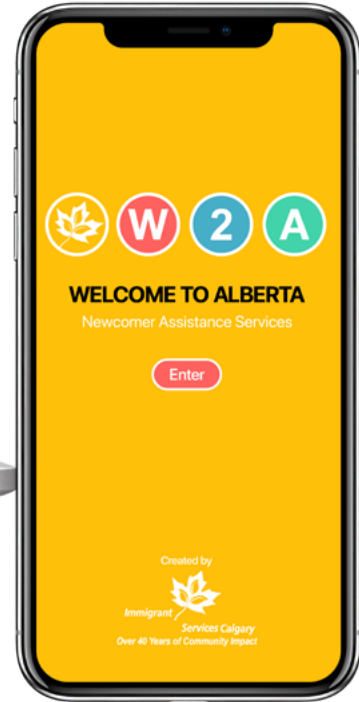 W 2 A
WELCOME TO ALBERTA
Newcomer Assistance Services
Enter
Created by
Immigrant
Services Calgary
Over 40 Years of Community Impact